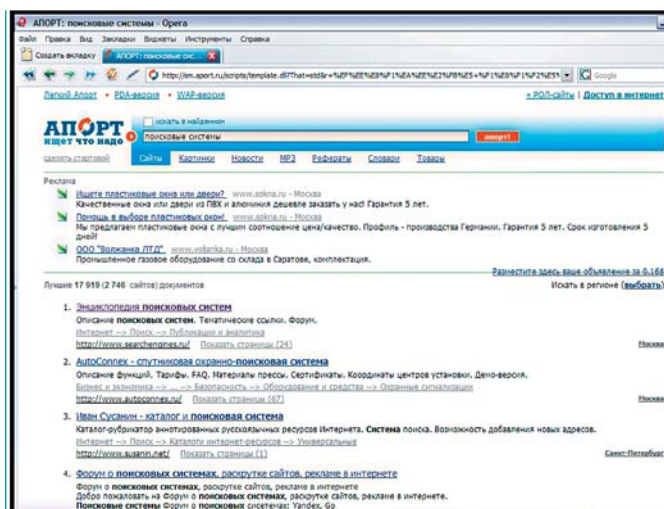 АПОРТ: поисковые системы - Opera
Файл Правка Вид Закладки Виджеты Инструменты Справка
Создать вкладку АПОРТ: поисковые сис...
Google
Легкий Апорт • PDA-версия • WAP-версия « РОЛ-сайты | Доступ в интернет
искать в найденном
АПОРТ поисковые системы апорт!
ищет что надо
сделать стартовой Сайты Картинки Новости MP3 Рефераты Словари Товары
Реклама
Ищете пластиковые окна или двери? www.sokna.ru - Москва
Качественные окна или двери из ПВХ и алюминия дешевле заказать у нас! Гарантия 5 лет.
Помощь в выборе пластиковых окон! www.sokna.ru - Москва
Мы предлагаем пластиковые окна с лучшим соотношение цена/качество. Профиль - производства Германии. Гарантия 5 лет. Срок изготовления 5
дней!
ООО "Волжанка ЛТД" - Москва
Промышленное газовое оборудование со склада в Саратове, комплектация.
Разместите здесь ваше объявление за 0.16$
Лучшие 17 919 (2 746 сайтов) документов Искать в регионе (выбрать)
1. Энциклопедия поисковых систем
Описание поисковых систем. Тематические ссылки. Форум.
Интернет —> Поиск —> Публикации и аналитика
http://www.searchengines.ru/ Показать страницы (24) Москва
2. AutoConnex - спутниковая охранно-поисковая система
Описание функций. Тарифы. FAQ. Материалы прессы. Сертификаты. Координаты центров установки. Демо-версия.
Бизнес и экономика —> ... —> Безопасность —> Оборудование и средства —> Охранные сигнализации
http://www.autoconnex.ru/ Показать страницы (67) Москва
3. Иван Сусанин - каталог и поисковая система
Каталог-рубрикатор аннотированных русскоязычных ресурсов Интернета. Система поиска. Возможность добавления новых адресов.
Интернет —> Поиск —> Каталоги интернет-ресурсов —> Универсальные
http://www.susanin.net/ Показать страницы (1) Санкт-Петербург
4. Форум о поисковых системах, раскрутке сайтов, рекламе в интернете
Форум о поисковых системах, раскрутке сайтов, рекламе в интернете
Добро пожаловать на Форум о поисковых системах, раскрутке сайтов, рекламе в интернете.
Поисковые системы Форум о поисковых сисетемах: Yandex, Go